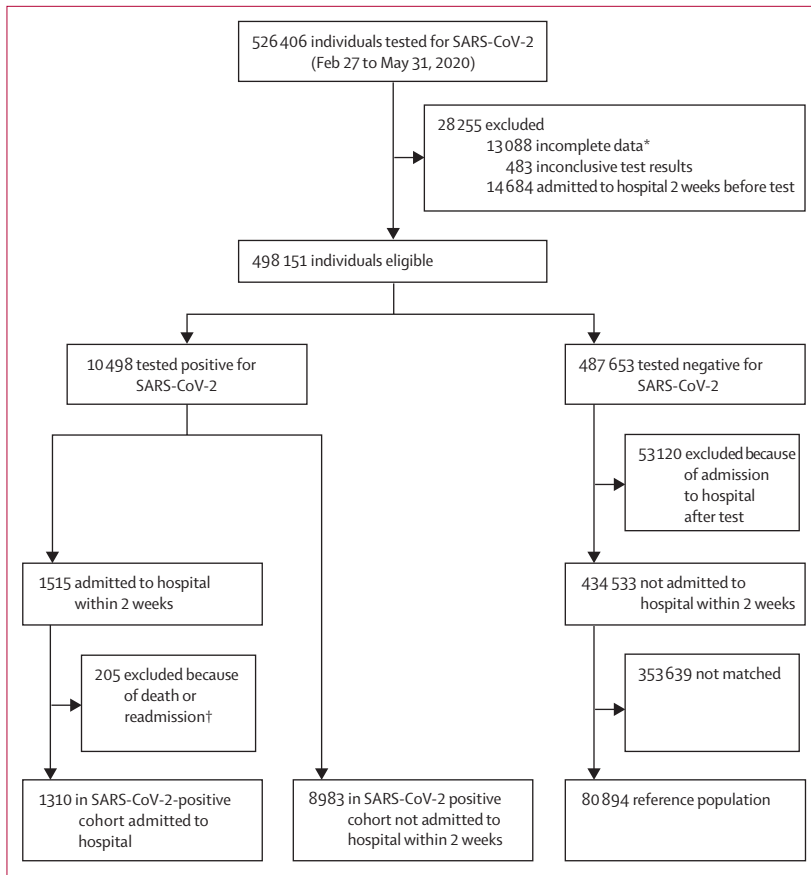 526 406 individuals tested for SARS-CoV-2
(Feb 27 to May 31, 2020)
28 255 excluded
13 088 incomplete data*
483 inconclusive test results
14 684 admitted to hospital 2 weeks before test
498 151 individuals eligible
10 498 tested positive for
SARS-CoV-2
487 653 tested negative for
SARS-CoV-2
53 120 excluded because
of admission
to hospital
after test
1515 admitted to hospital
within 2 weeks
434 533 not admitted to
hospital within 2 weeks
205 excluded because
of death or
readmission†
353 639 not matched
1310 in SARS-CoV-2-positive
cohort admitted to
hospital
8983 in SARS-CoV-2 positive
cohort not admitted to
hospital within 2 weeks
80 894 reference population